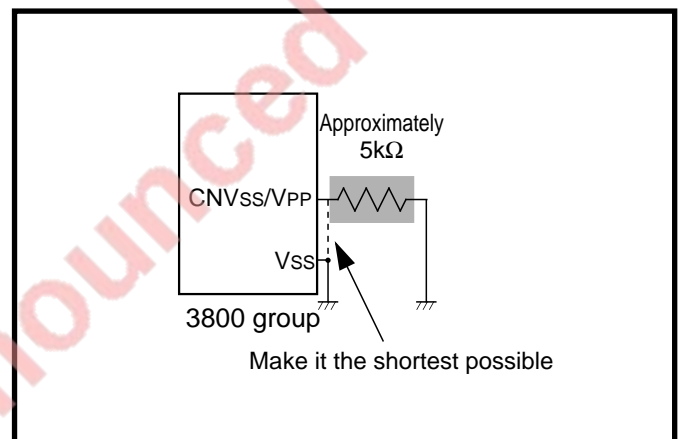 Approximately
5kΩ
CNVSS/VPP
VSS
3800 group
Make it the shortest possible